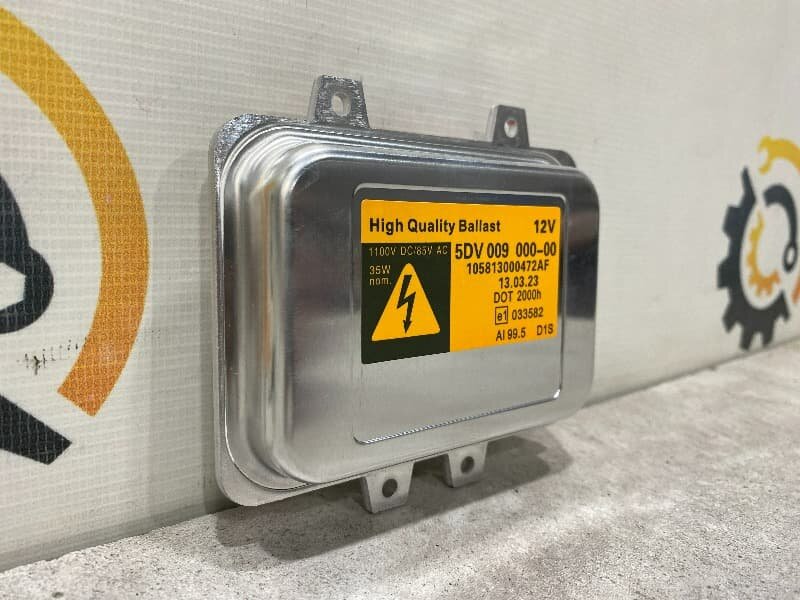 High Quality Ballast 12V
1100V DC/85V AC 5DV 009 000-00
105813000472AF
35W
nom. 13.03.23
DOT 2000h
e1 033582
Al 99.5 D1S